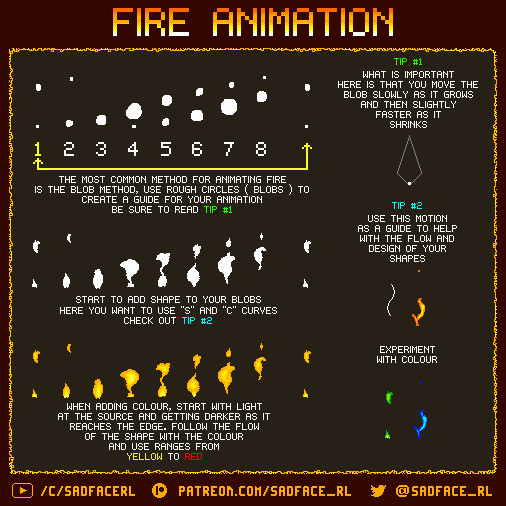 FIRE ANIMATION
TIP #1
WHAT IS IMPORTANT
HERE IS THAT YOU MOVE THE
BLOB SLOWLY AS IT GROWS
AND THEN SLIGHTLY
FASTER AS IT
SHRINKS
1 2 3 4 5 6 7 8
THE MOST COMMON METHOD FOR ANIMATING FIRE
IS THE BLOB METHOD, USE ROUGH CIRCLES ( BLOBS ) TO
CREATE A GUIDE FOR YOUR ANIMATION
BE SURE TO READ TIP #1
TIP #2
USE THIS MOTION
AS A GUIDE TO HELP
WITH THE FLOW AND
DESIGN OF YOUR
SHAPES
START TO ADD SHAPE TO YOUR BLOBS
HERE YOU WANT TO USE "S" AND "C" CURVES
CHECK OUT TIP #2
EXPERIMENT
WITH COLOUR
WHEN ADDING COLOUR, START WITH LIGHT
AT THE SOURCE AND GETTING DARKER AS IT
REACHES THE EDGE. FOLLOW THE FLOW
OF THE SHAPE WITH THE COLOUR
AND USE RANGES FROM
YELLOW TO RED
/C/SADFACERL
PATREON.COM/SADFACE_RL
@SADFACE_RL